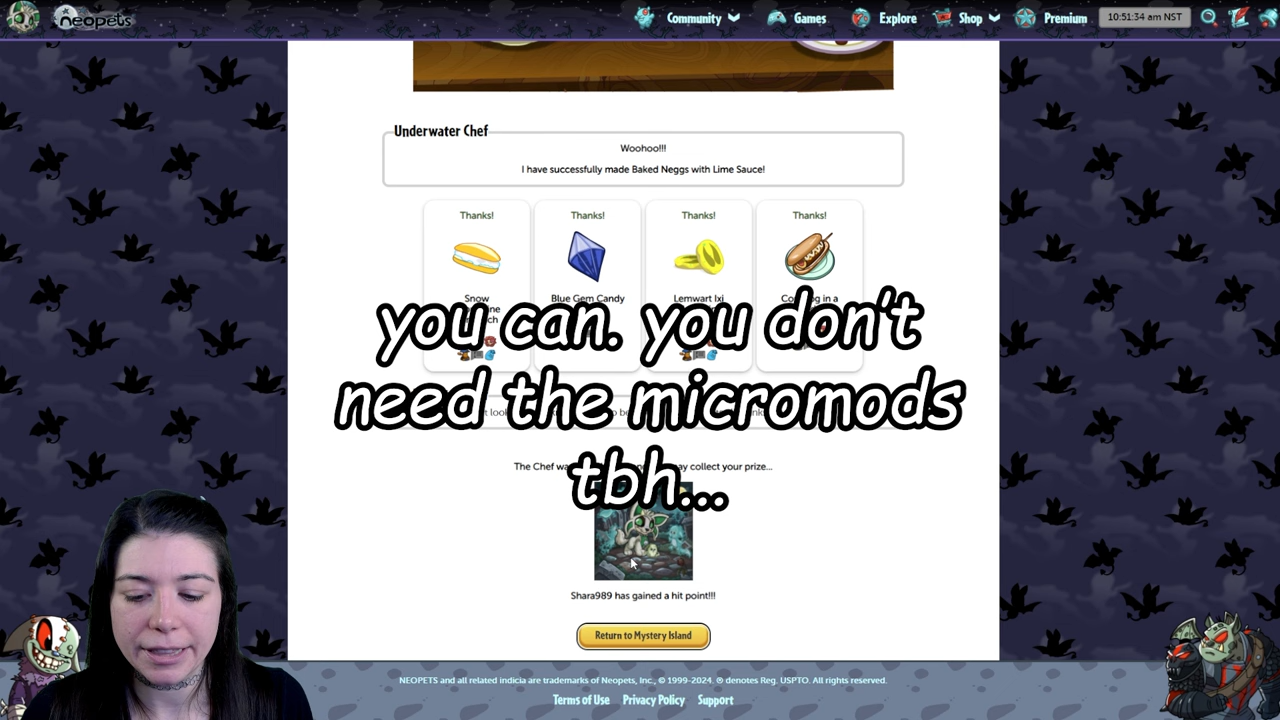 neopets
Community
Games
Explore
Shop
Premium
10:51:34 am NST
Underwater Chef
Woohoo!!!
I have successfully made Baked Neggs with Lime Sauce!
Thanks!
Thanks!
Thanks!
Thanks!
Snow
Blue Gem Candy
Lemwart Ixi
in a
you can. you don't
need the micromods
tbh...
The Chef
may collect your prize...
Shara989 has gained a hit point!!!
Return to Mystery Island
NEOPETS and all related indicia are trademarks of Neopets, Inc., © 1999-2024. ® denotes Reg. USPTO. All rights reserved.
Terms of Use
Privacy Policy
Support